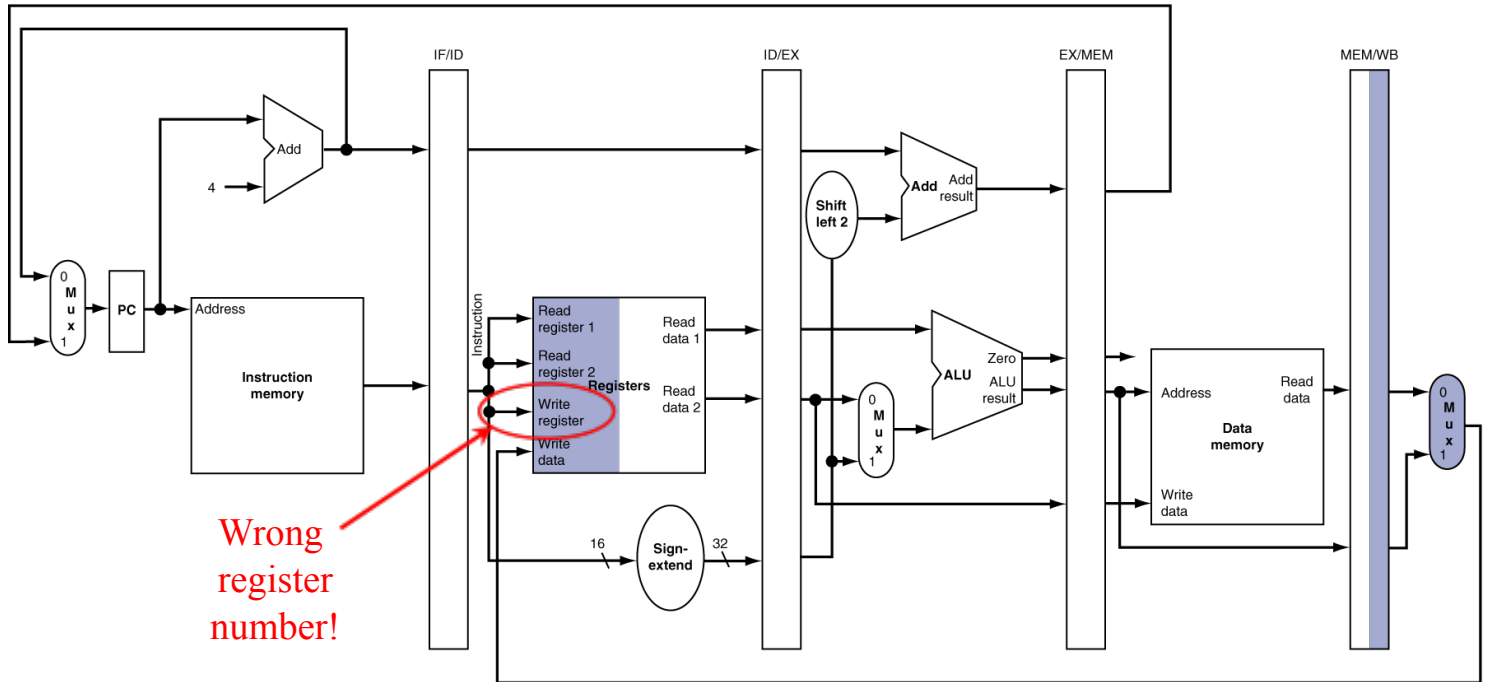 IF/ID
ID/EX
EX/MEM
MEM/WB
Add
4
Add
Add
result
Shift
left 2
0
M
u
x
1
PC
Address
Instruction
memory
Instruction
Read
register 1
Read
register 2
Write
register
Write
data
Registers
Read
data 1
Read
data 2
0
M
u
x
1
Zero
ALU
ALU
result
Address
Read
data
Data
memory
Write
data
0
M
u
x
1
16
Sign-
extend
32
Wrong
register
number!